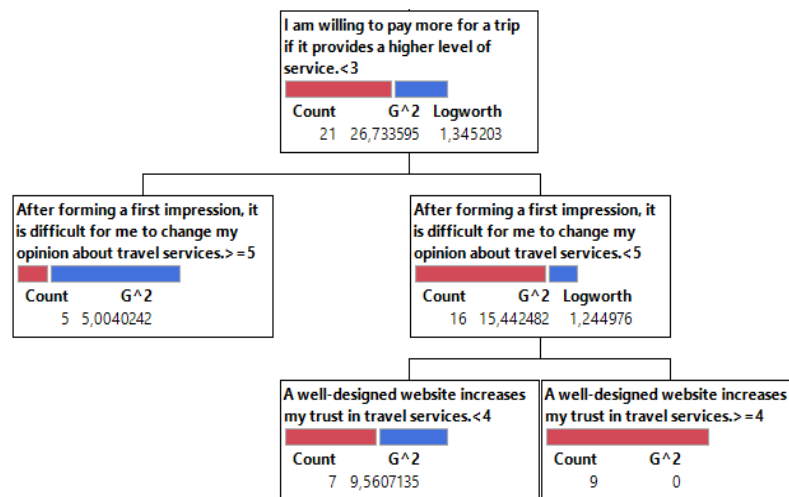 I am willing to pay more for a trip
if it provides a higher level of
service.<3
Count G^2 Logworth
21 26,733595 1,345203
After forming a first impression, it
is difficult for me to change my
opinion about travel services.>=5
Count G^2
5 5,0040242
After forming a first impression, it
is difficult for me to change my
opinion about travel services.<5
Count G^2 Logworth
16 15,442482 1,244976
A well-designed website increases
my trust in travel services.<4
Count G^2
7 9,5607135
A well-designed website increases
my trust in travel services.>=4
Count G^2
9 0